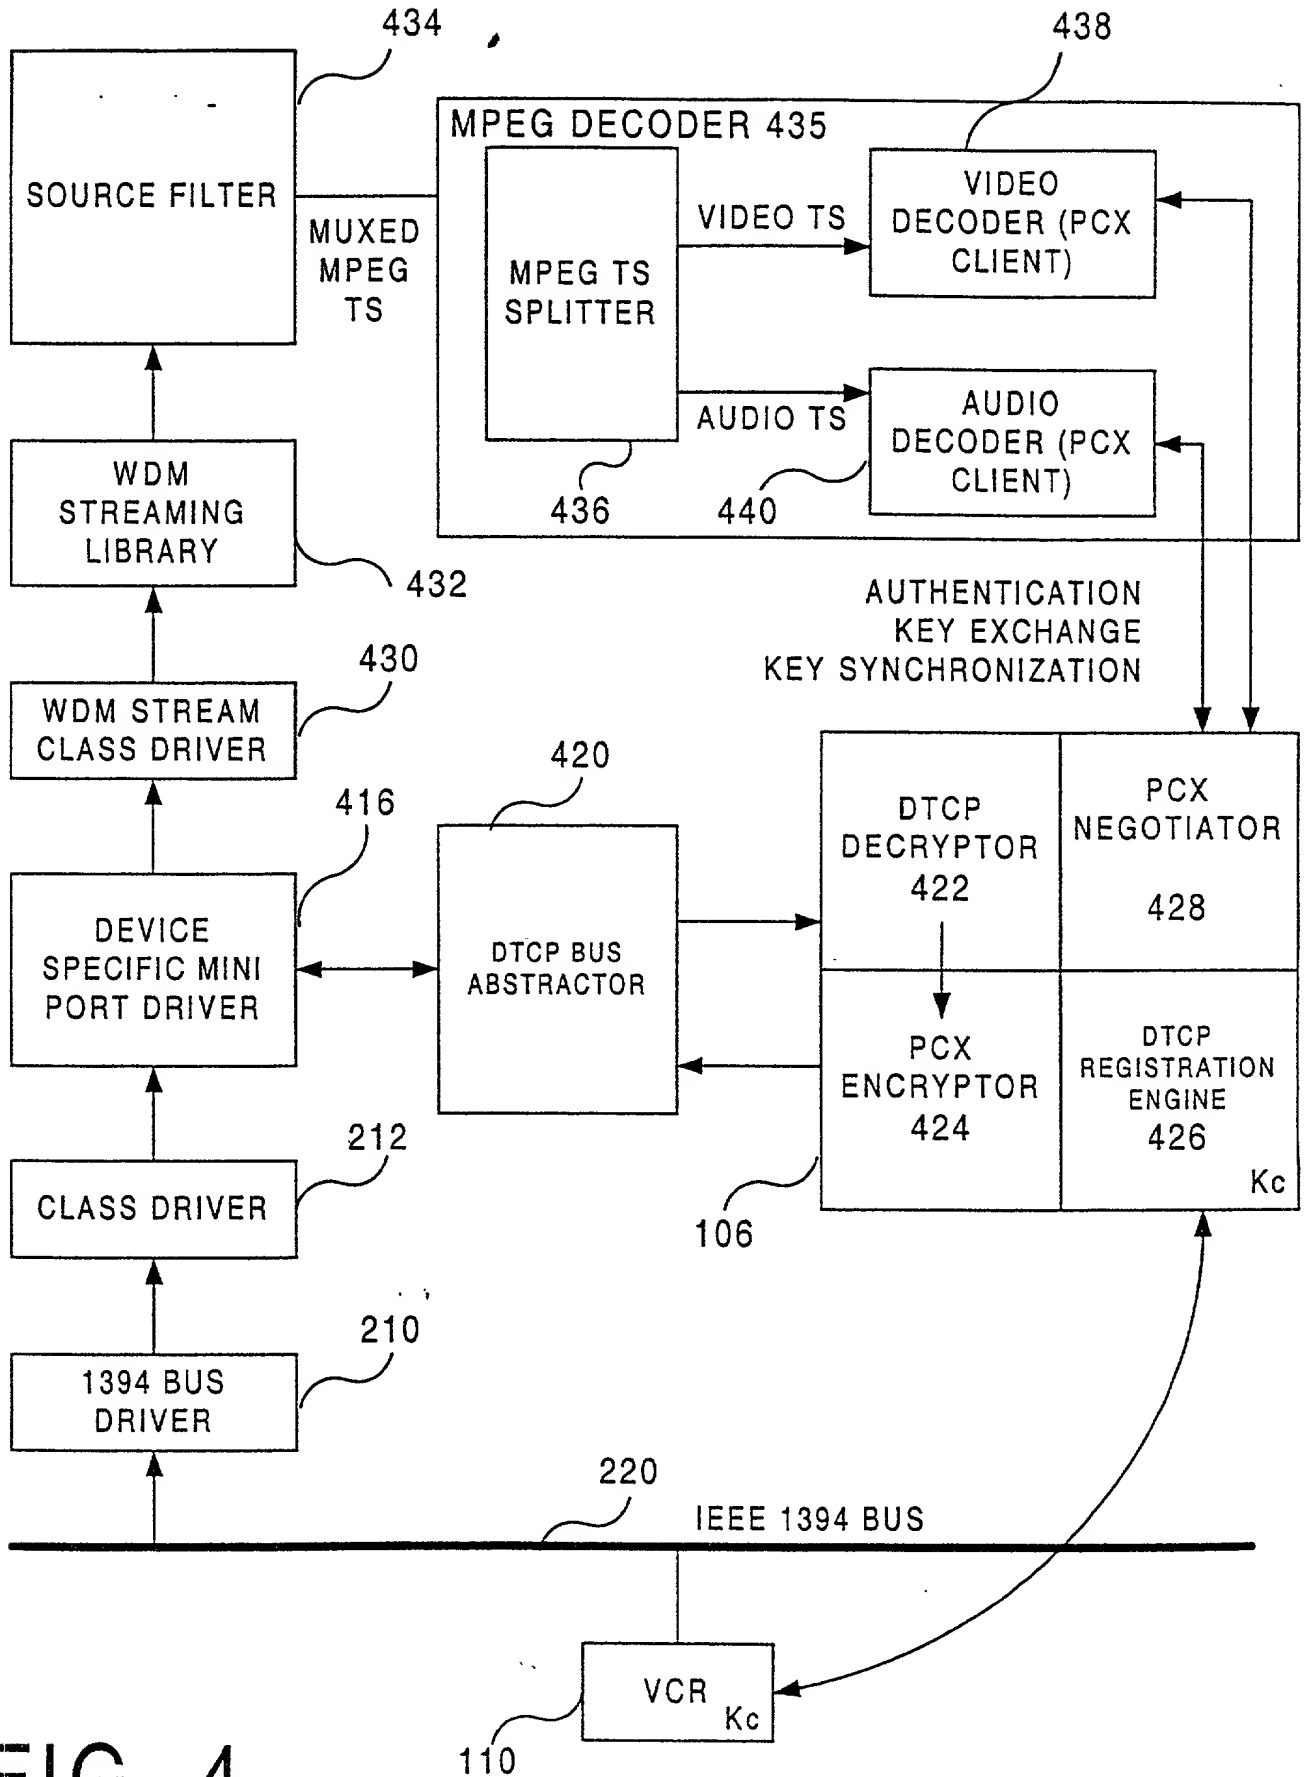 434
438
MPEG DECODER 435
SOURCE FILTER
MUXED
MPEG
TS
MPEG TS
SPLITTER
VIDEO TS
VIDEO
DECODER (PCX
CLIENT)
AUDIO TS
AUDIO
DECODER (PCX
CLIENT)
436
440
WDM
STREAMING
LIBRARY
432
AUTHENTICATION
KEY EXCHANGE
KEY SYNCHRONIZATION
430
WDM STREAM
CLASS DRIVER
420
416
DEVICE
SPECIFIC MINI
PORT DRIVER
DTCP BUS
ABSTRACTOR
DTCP
DECRYPTOR
422
PCX
NEGOTIATOR
428
PCX
ENCRYPTOR
424
DTCP
REGISTRATION
ENGINE
426
Kc
106
212
CLASS DRIVER
210
1394 BUS
DRIVER
220
IEEE 1394 BUS
VCR
Kc
110
FIG. 4